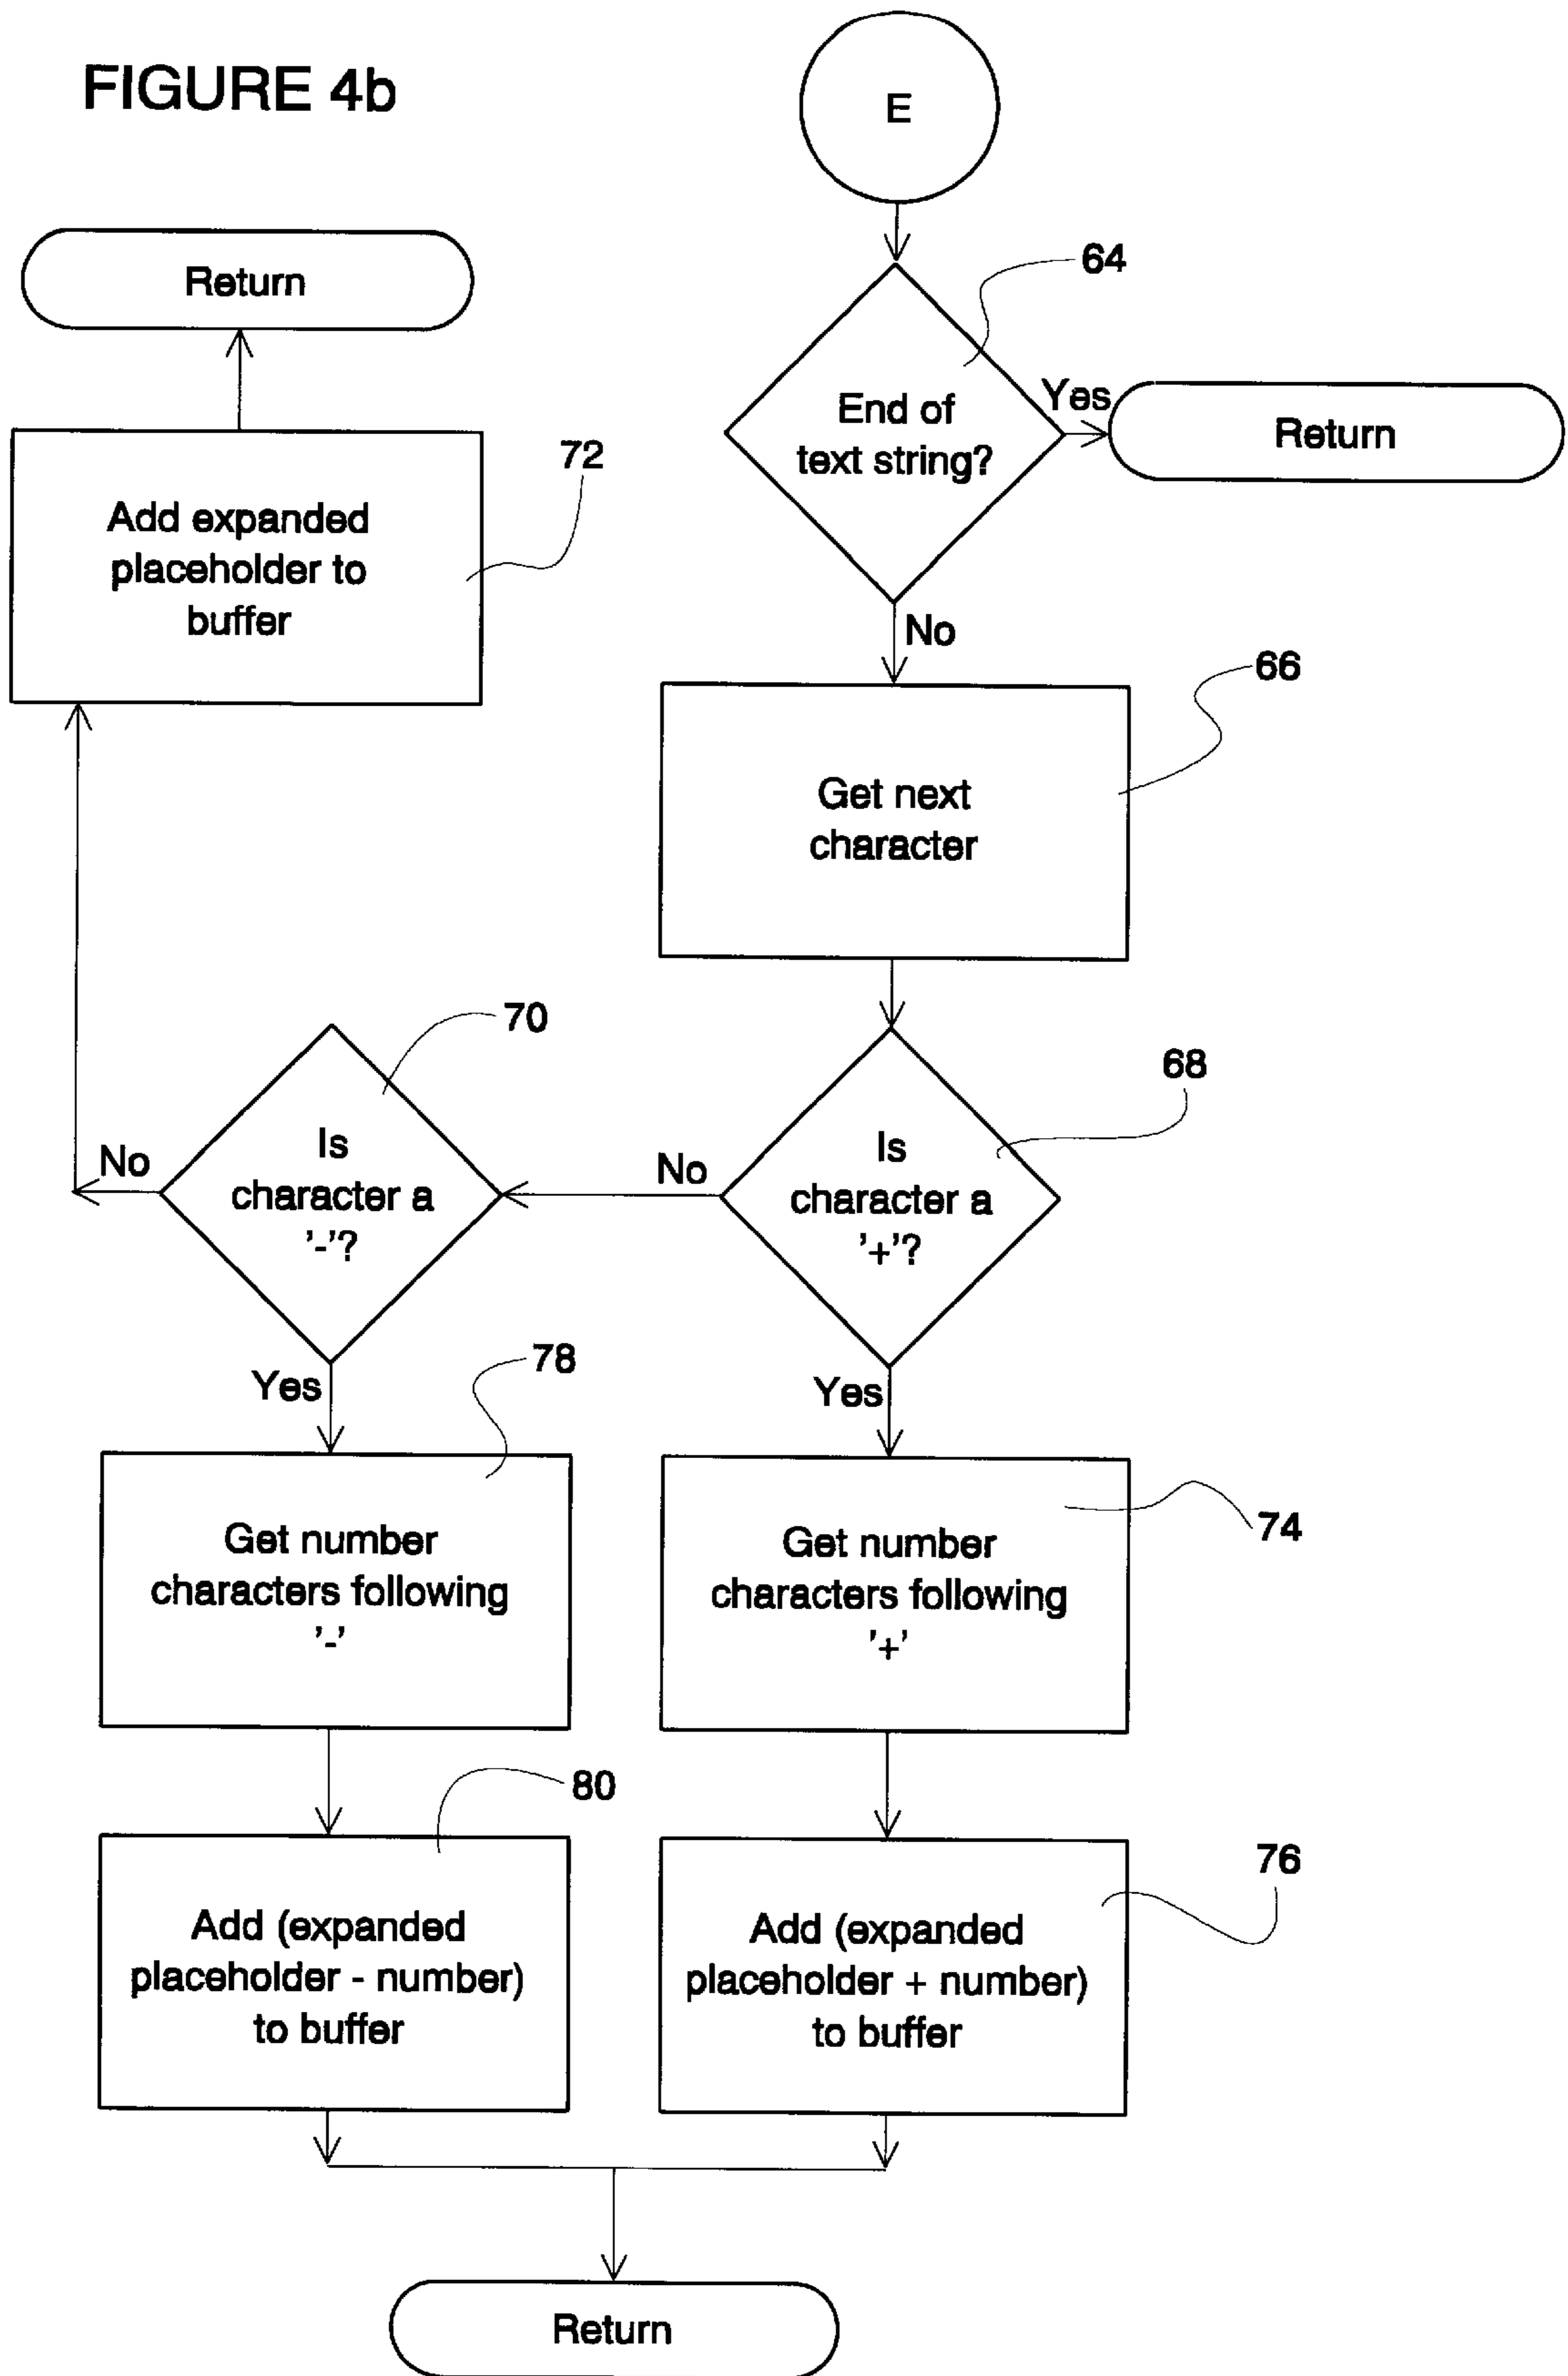 FIGURE 4b
E
Return
64
End of
text string?
Yes
Return
72
Add expanded
placeholder to
buffer
No
66
Get next
character
70
68
Is
character a
'-'?
No
No
Is
character a
'+'?
Yes
78
Yes
74
Get number
characters following
'-'
Get number
characters following
'+'
80
76
Add (expanded
placeholder - number)
to buffer
Add (expanded
placeholder + number)
to buffer
Return